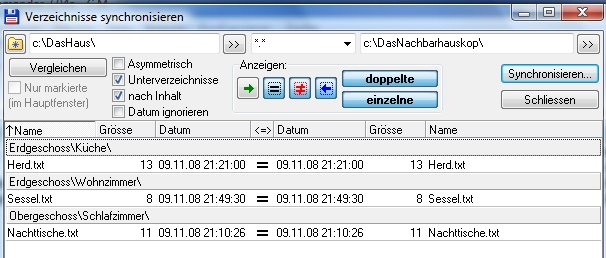 Verzeichnisse synchronisieren
c:\DasHaus\ >> *.* c:\DasNachbarhauskop\ >>
Vergleichen
Nur markierte
(im Hauptfenster)
Asymmetrisch
Unterverzeichnisse
nach Inhalt
Datum ignorieren
Anzeigen:
doppelte
einzelne
Synchronisieren...
Schliessen
↑Name Grösse Datum <=> Datum Grösse Name
Erdgeschoss\Küche\
Herd.txt 13 09.11.08 21:21:00 = 09.11.08 21:21:00 13 Herd.txt
Erdgeschoss\Wohnzimmer\
Sessel.txt 8 09.11.08 21:49:30 = 09.11.08 21:49:30 8 Sessel.txt
Obergeschoss\Schlafzimmer\
Nachttische.txt 11 09.11.08 21:10:26 = 09.11.08 21:10:26 11 Nachttische.txt